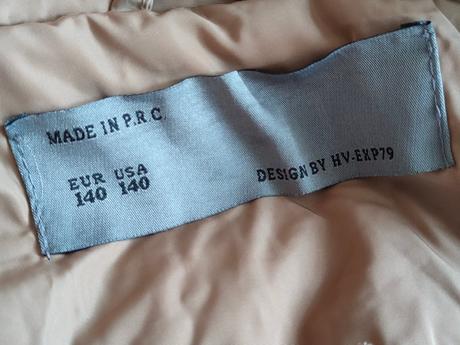 MADE IN P.R.C.
EUR USA
140 140
DESIGN BY HV-EXP79